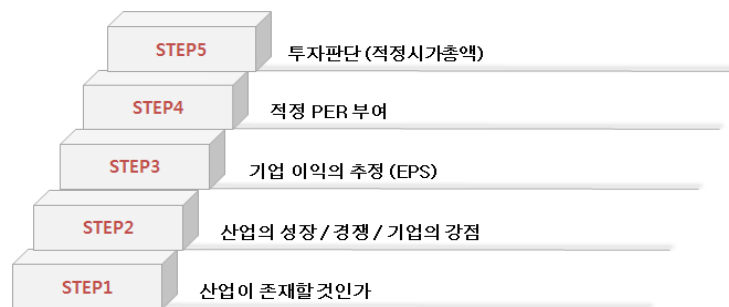 STEP5 투자판단 (적정시가총액)
STEP4 적정 PER 부여
STEP3 기업 이익의 추정 (EPS)
STEP2 산업의 성장 / 경쟁 / 기업의 강점
STEP1 산업이 존재할것인가